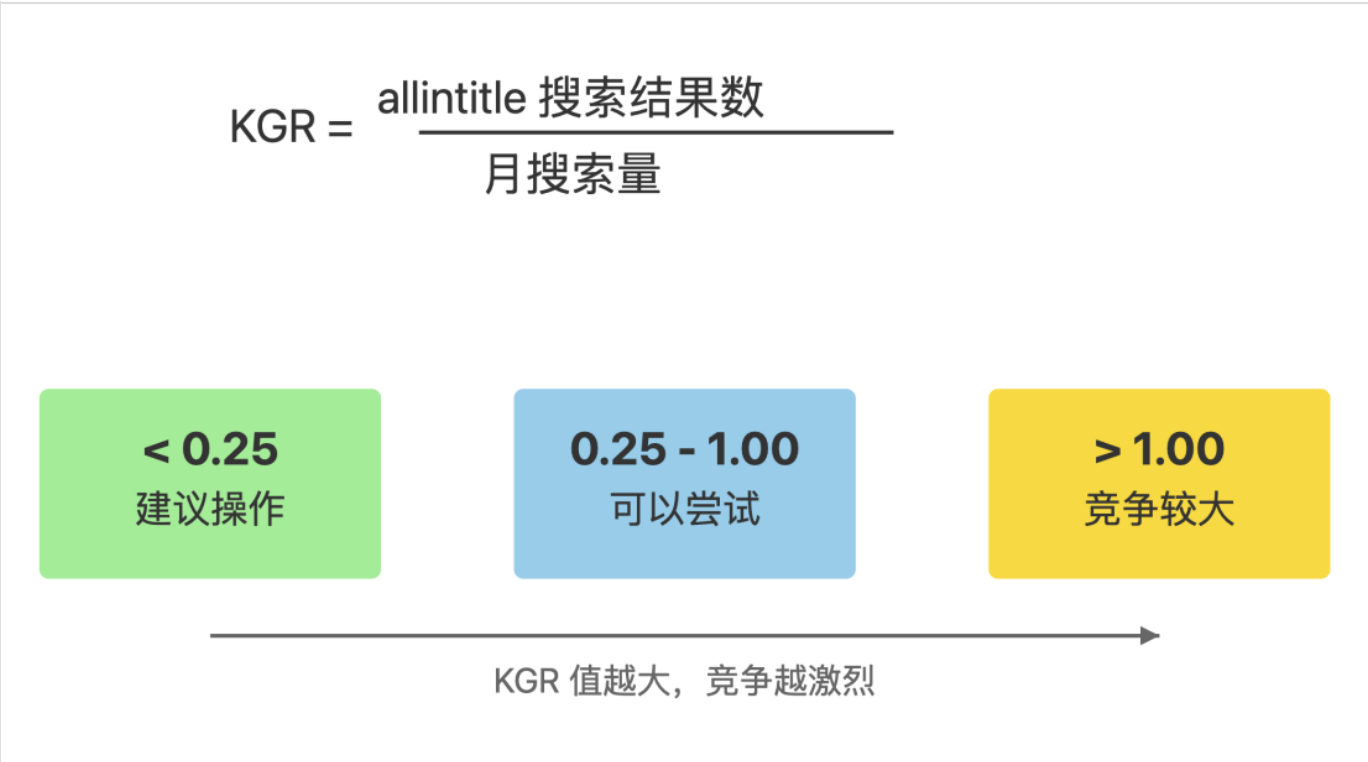 allintitle 搜索结果数
KGR =
月搜索量
< 0.25
建议操作
0.25 - 1.00
可以尝试
> 1.00
竞争较大
KGR 值越大，竞争越激烈